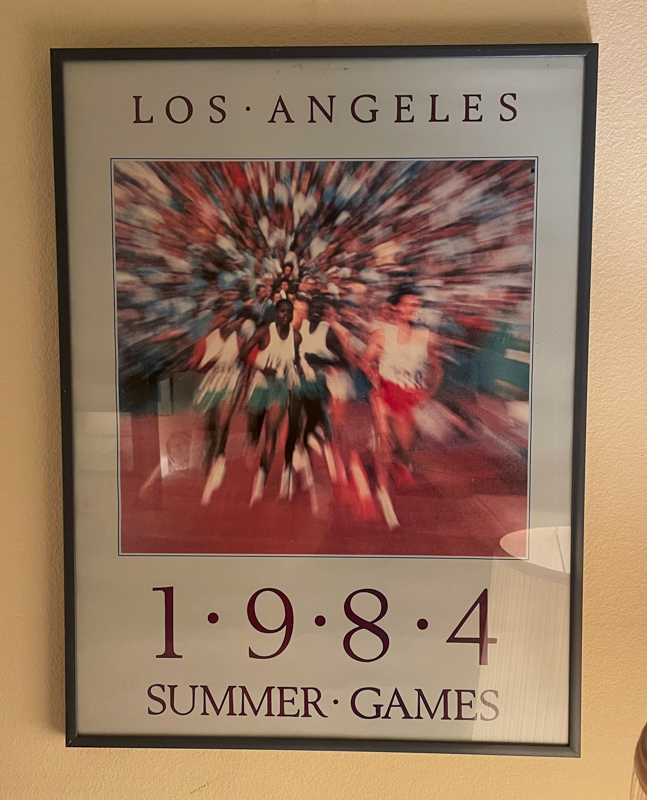 LOS · ANGELES
1 · 9 · 8 · 4
SUMMER · GAMES